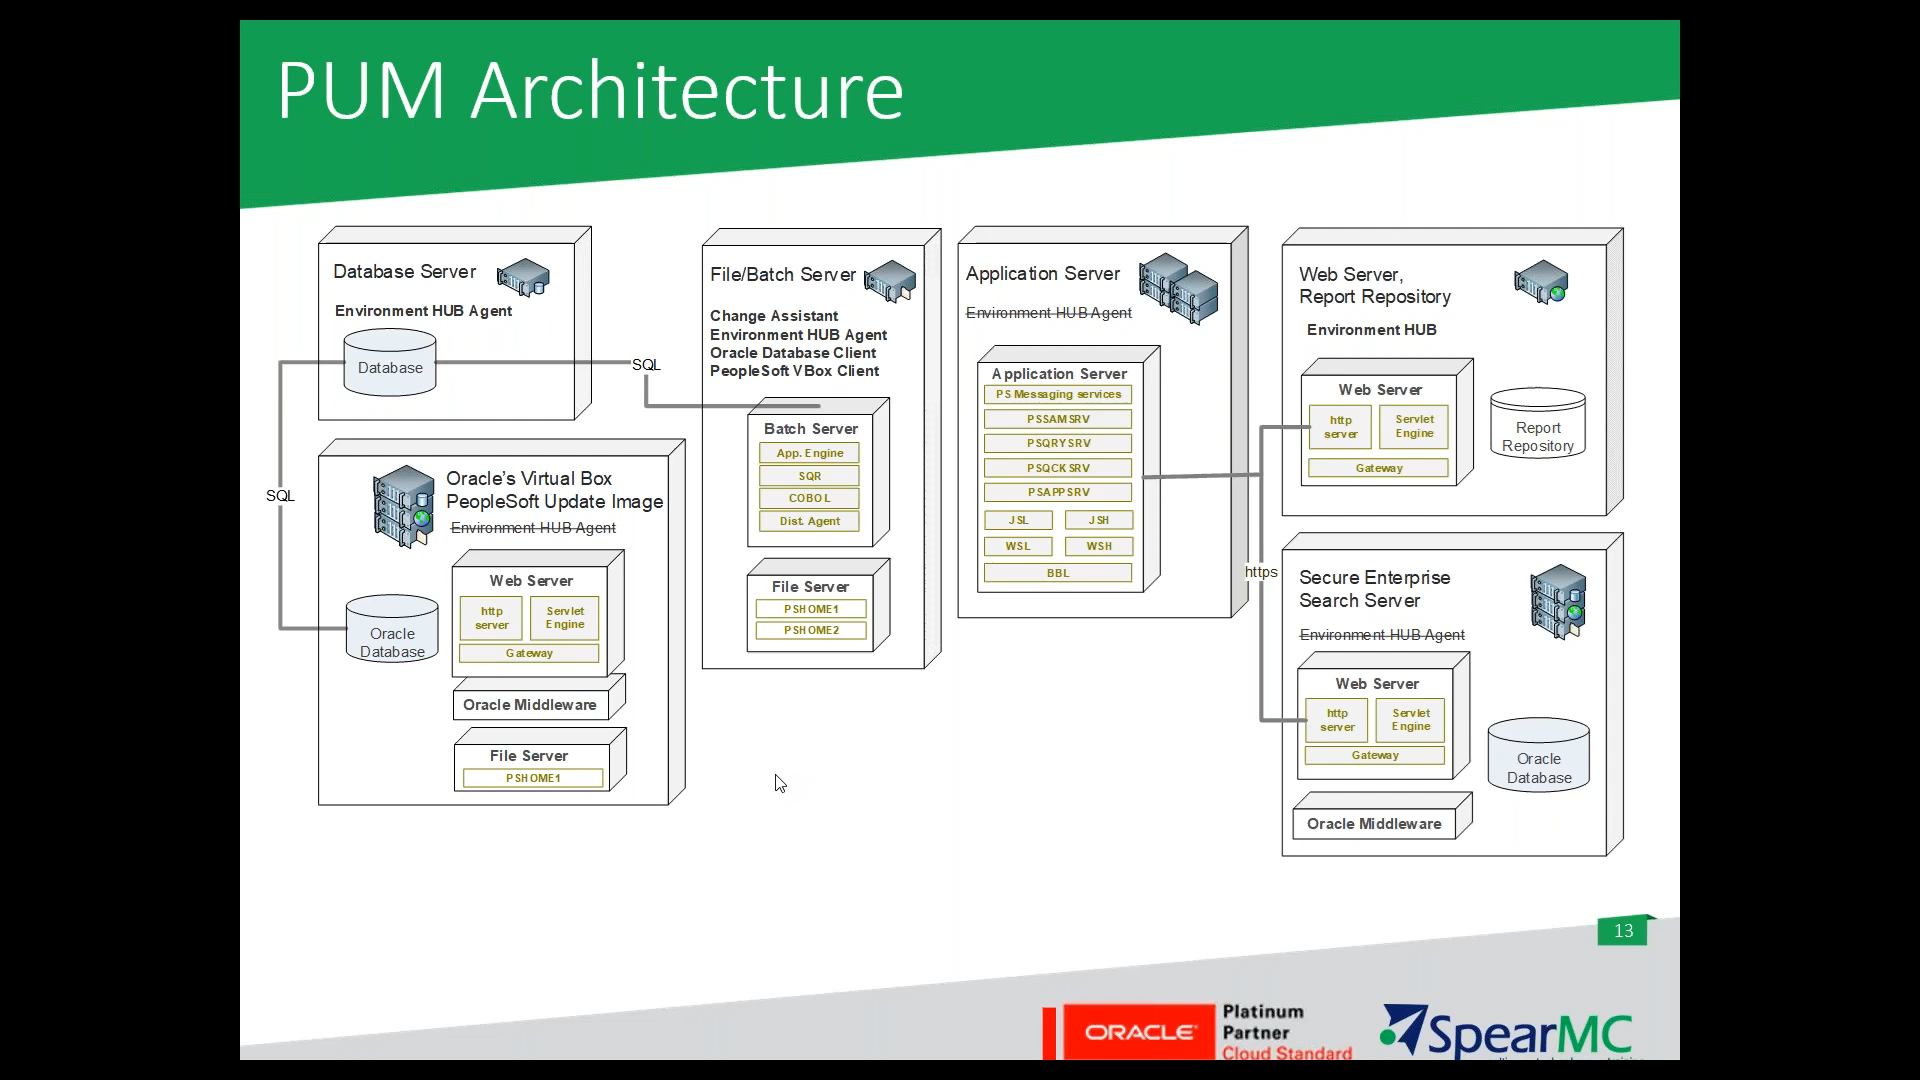 PUM Architecture
Database Server
Environment HUB Agent
Database
SQL
SQL
Oracle's Virtual Box
PeopleSoft Update Image
Environment HUB Agent
Web Server
http
server
Servlet
Engine
Gateway
Oracle
Database
Oracle Middleware
File Server
PSHOME1
File/Batch Server
Change Assistant
Environment HUB Agent
Oracle Database Client
PeopleSoft VBox Client
Batch Server
App. Engine
SQR
COBOL
Dist. Agent
File Server
PSHOME1
PSHOME2
Application Server
Environment HUB Agent
Application Server
PS Messaging services
PSSAMSRV
PSQRYSRV
PSQCKSRV
PSAPPSRV
JSL JSH
WSL WSH
BBL
https
Web Server,
Report Repository
Environment HUB
Web Server
http
server
Servlet
Engine
Gateway
Report
Repository
Secure Enterprise
Search Server
Environment HUB Agent
Web Server
http
server
Servlet
Engine
Gateway
Oracle
Database
Oracle Middleware
13
ORACLE
Platinum
Partner
Cloud Standard
SpearMC